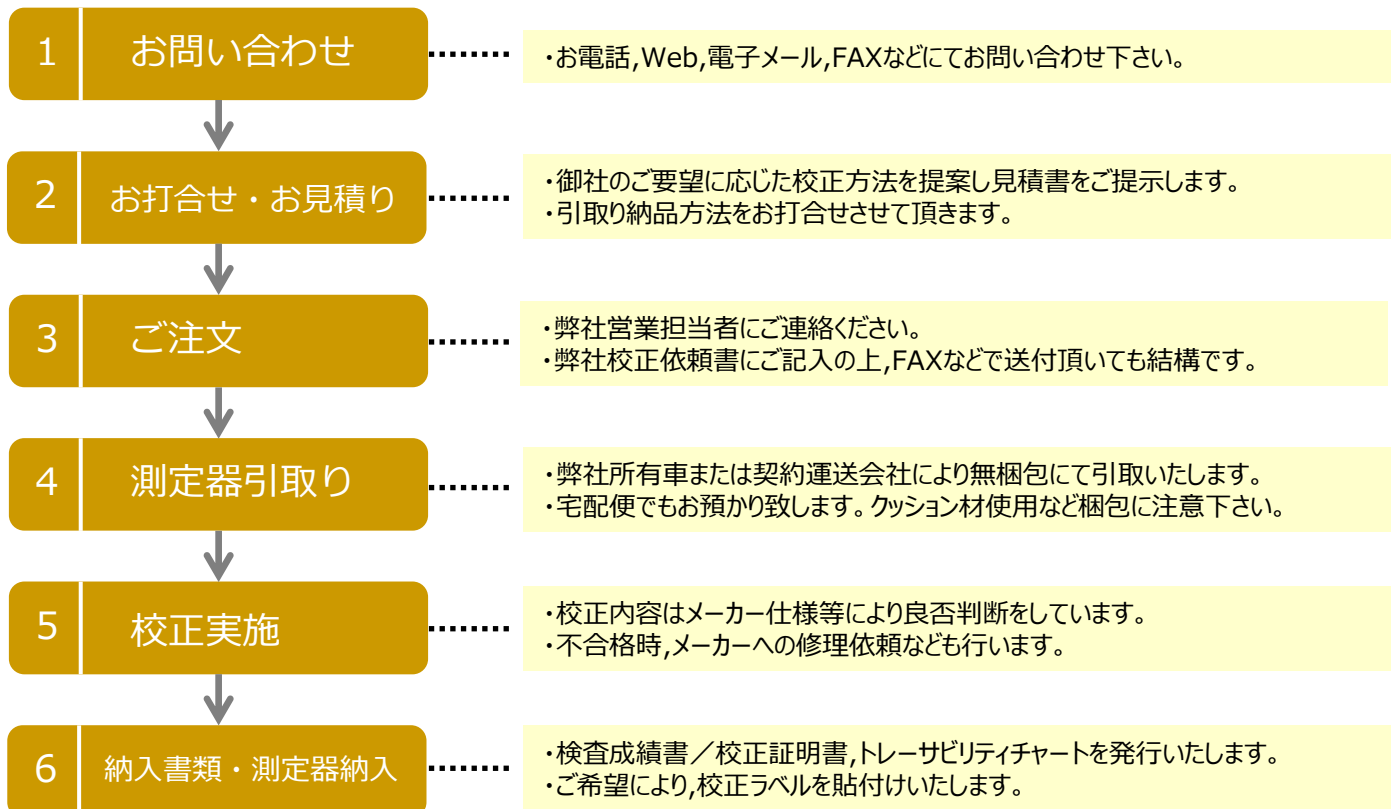 1 お問い合わせ
・お電話,Web,電子メール,FAXなどにてお問い合わせ下さい。
2 お打合せ・お見積り
・御社のご要望に応じた校正方法を提案し見積書をご提示します。
・引取り納品方法をお打合せさせて頂きます。
3 ご注文
・弊社営業担当者にご連絡ください。
・弊社校正依頼書にご記入の上,FAXなどで送付頂いても結構です。
4 測定器引取り
・弊社所有車または契約運送会社により無梱包にて引取いたします。
・宅配便でもお預かり致します。クッション材使用など梱包に注意下さい。
5 校正実施
・校正内容はメーカー仕様等により良否判断をしています。
・不合格時,メーカーへの修理依頼なども行います。
6 納入書類・測定器納入
・検査成績書／校正証明書,トレーサビリティチャートを発行いたします。
・ご希望により,校正ラベルを貼付けいたします。